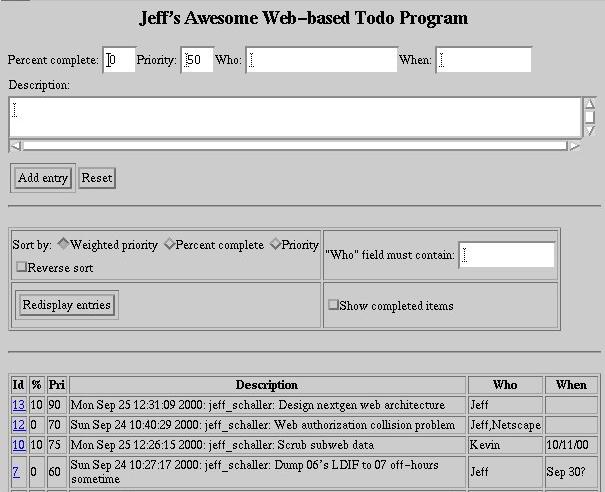 Jeff's Awesome Web-based Todo Program
Percent complete: 0 Priority: 50 Who: When:
Description:
Add entry Reset
Sort by: Weighted priority Percent complete Priority "Who" field must contain:
Reverse sort
Redisplay entries Show completed items
Id % Pri Description Who When
13 10 90 Mon Sep 25 12:31:09 2000: jeff_schaller: Design nextgen web architecture Jeff
12 0 70 Sun Sep 24 10:40:29 2000: jeff_schaller: Web authorization collision problem Jeff,Netscape
10 10 75 Mon Sep 25 12:26:15 2000: jeff_schaller: Scrub subweb data Kevin 10/11/00
7 0 60 Sun Sep 24 10:27:17 2000: jeff_schaller: Dump 06's LDIF to 07 off-hours Jeff Sep 30?
sometime